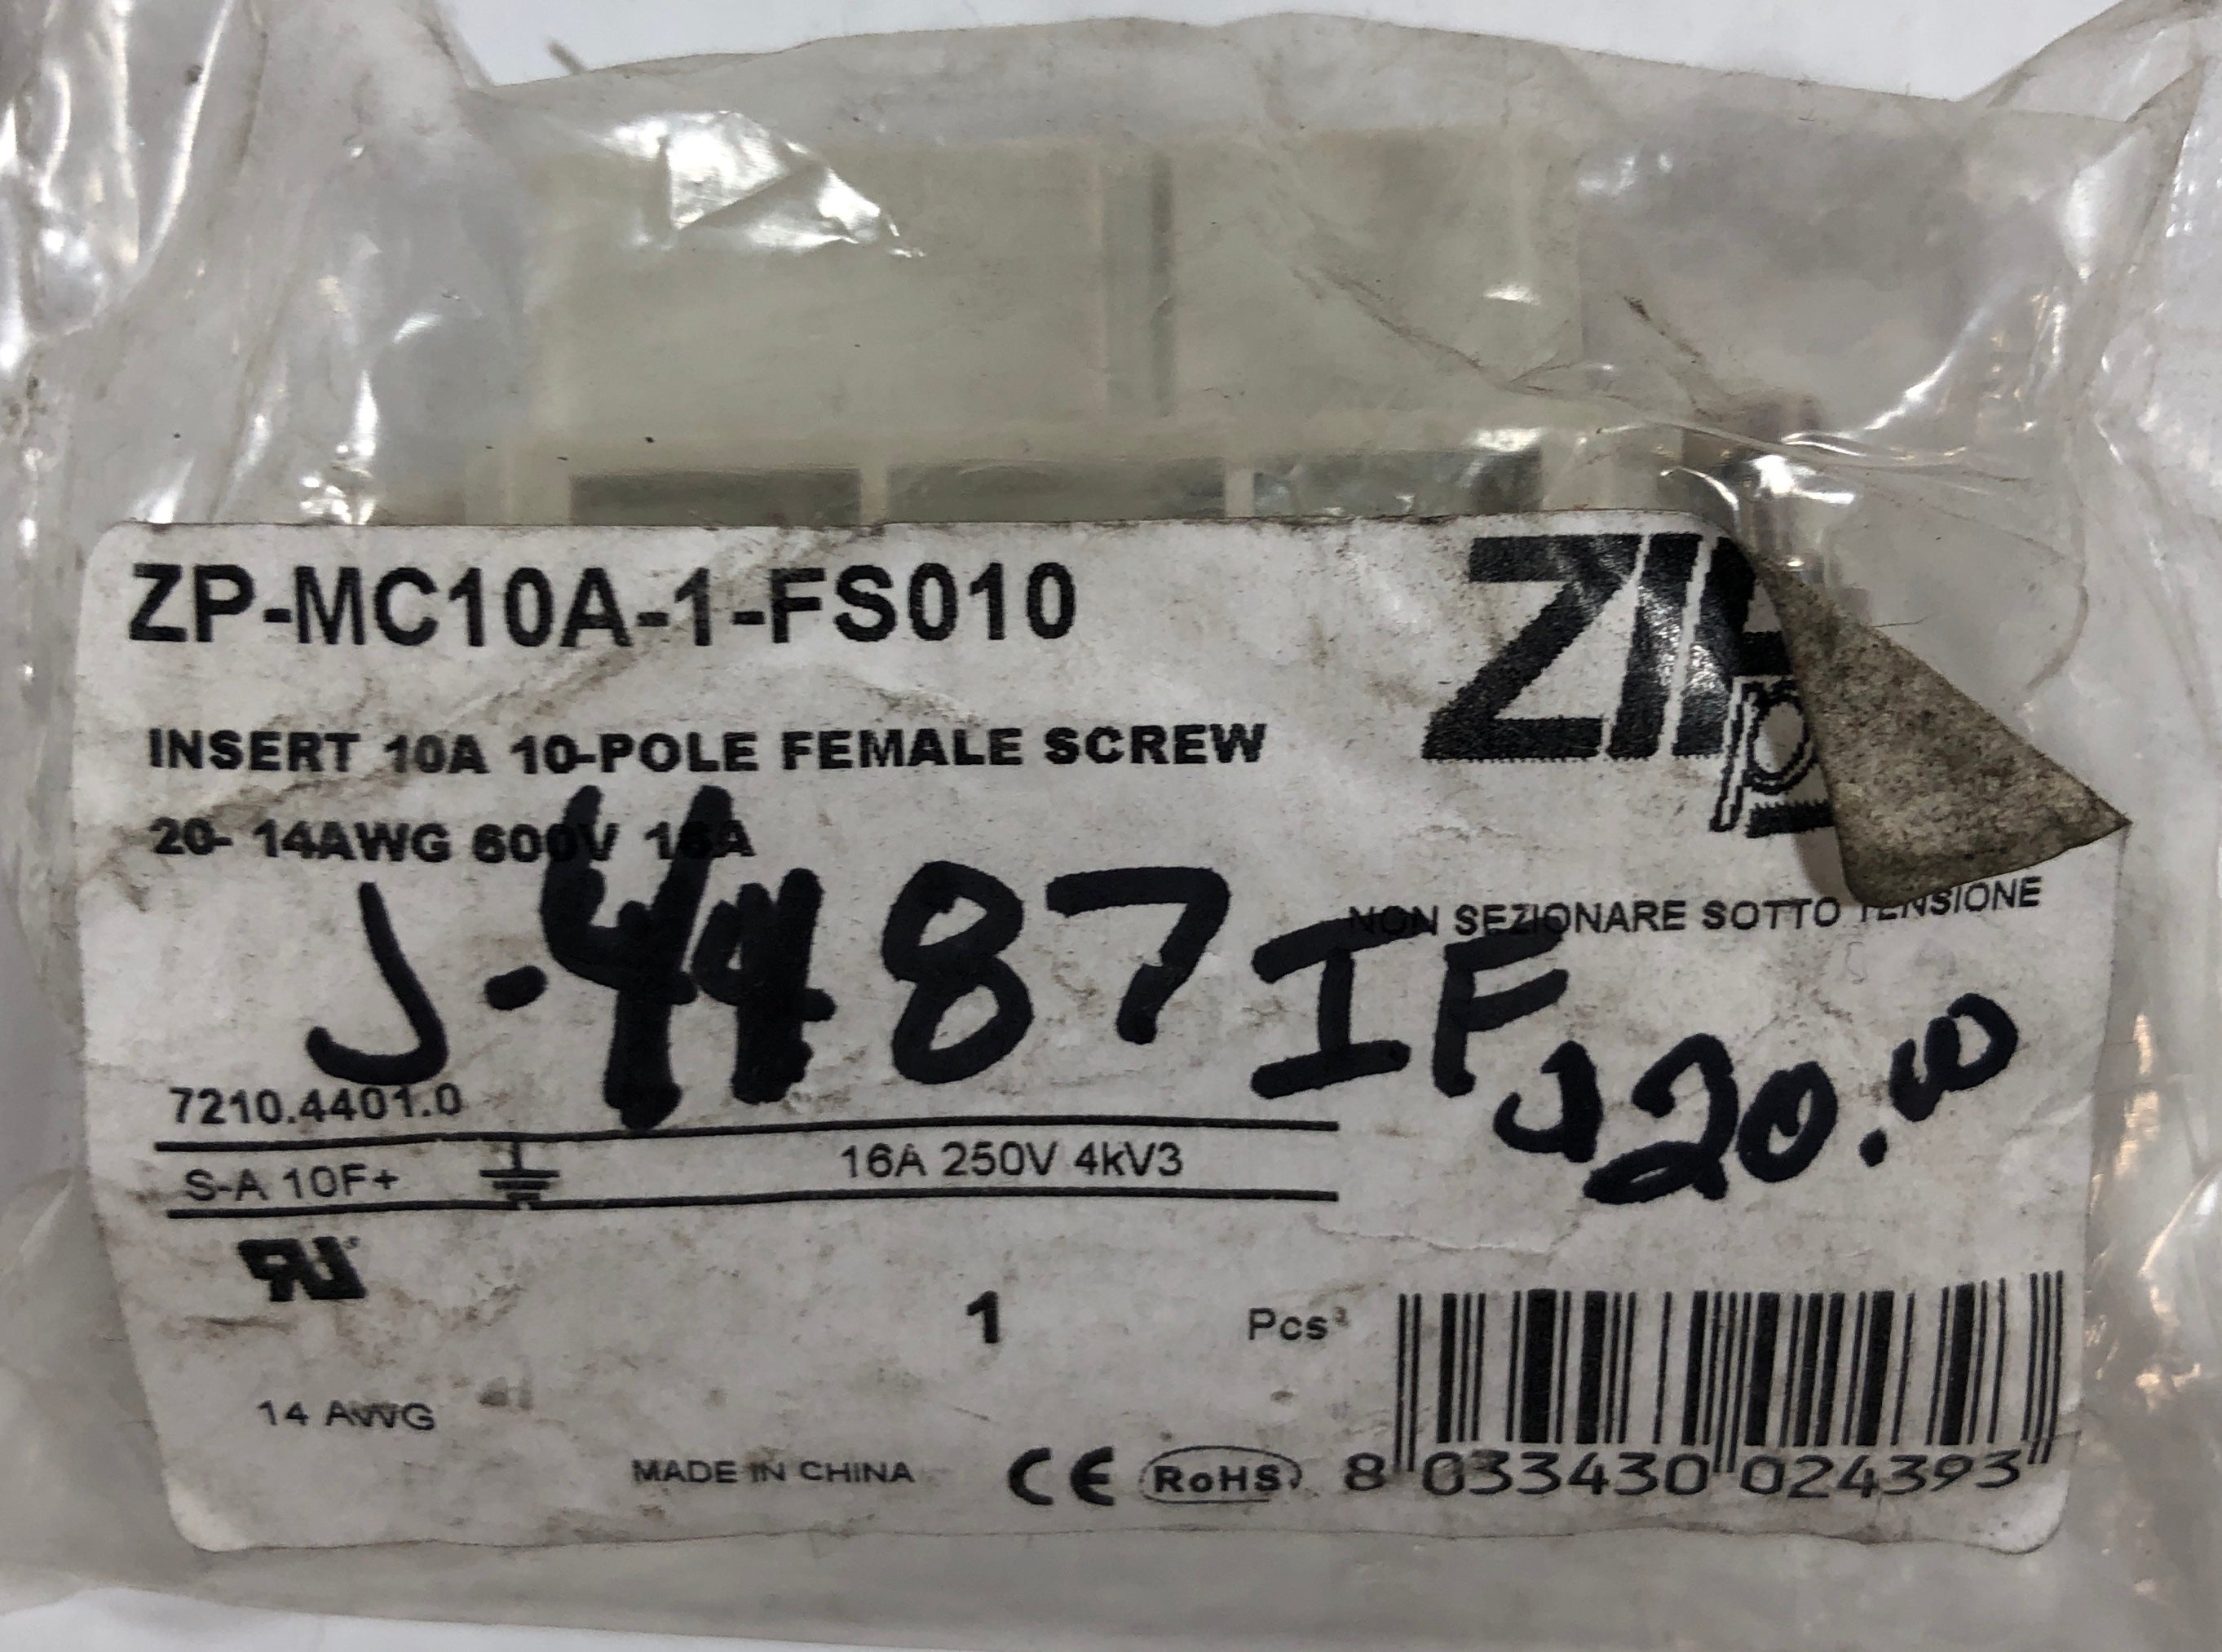 ZP-MC10A-1-FS010
INSERT 10A 10-POLE FEMALE SCREW
20- 14AWG 600V 16A
NON SEZIONARE SOTTO TENSIONE
J-4487IF
20.00
7210.4401.0
S-A 10F+
16A 250V 4kV3
1 Pcs
14 AWG
MADE IN CHINA CE RoHS 8 033430 024393